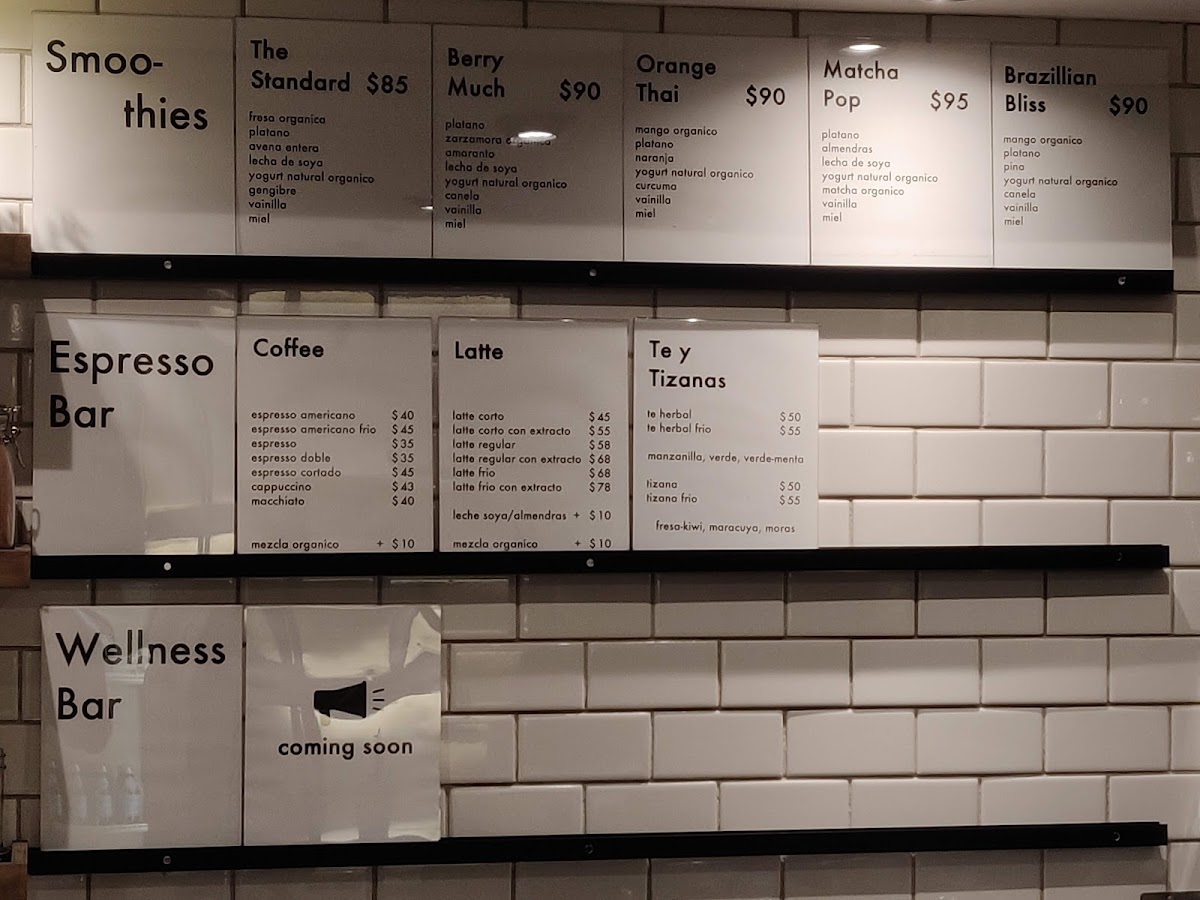 Smoo-
thies
The
Standard $85
fresa organica
platano
avena entera
lecha de soya
yogurt natural organico
gengibre
vainilla
miel
Berry
Much $90
platano
zarzamora organica
amaranto
lecha de soya
yogurt natural organico
canela
vainilla
miel
Orange
Thai $90
mango organico
platano
naranja
yogurt natural organico
curcuma
vainilla
miel
Matcha
Pop $95
platano
almendras
lecha de soya
yogurt natural organico
matcha organico
vainilla
miel
Brazillian
Bliss $90
mango organico
platano
pina
yogurt natural organico
canela
vainilla
miel
Espresso
Bar
Coffee
espresso americano $40
espresso americano frio $45
espresso $35
espresso doble $35
espresso cortado $45
cappuccino $43
macchiato $40
mezcla organico + $10
Latte
latte corto $45
latte corto con extracto $55
latte regular $58
latte regular con extracto $68
latte frio $68
latte frio con extracto $78
leche soya/almendras + $10
mezcla organico + $10
Te y
Tizanas
te herbal $50
te herbal frio $55
manzanilla, verde, verde-menta
tizana $50
tizana frio $55
fresa-kiwi, maracuya, moras
Wellness
Bar
coming soon